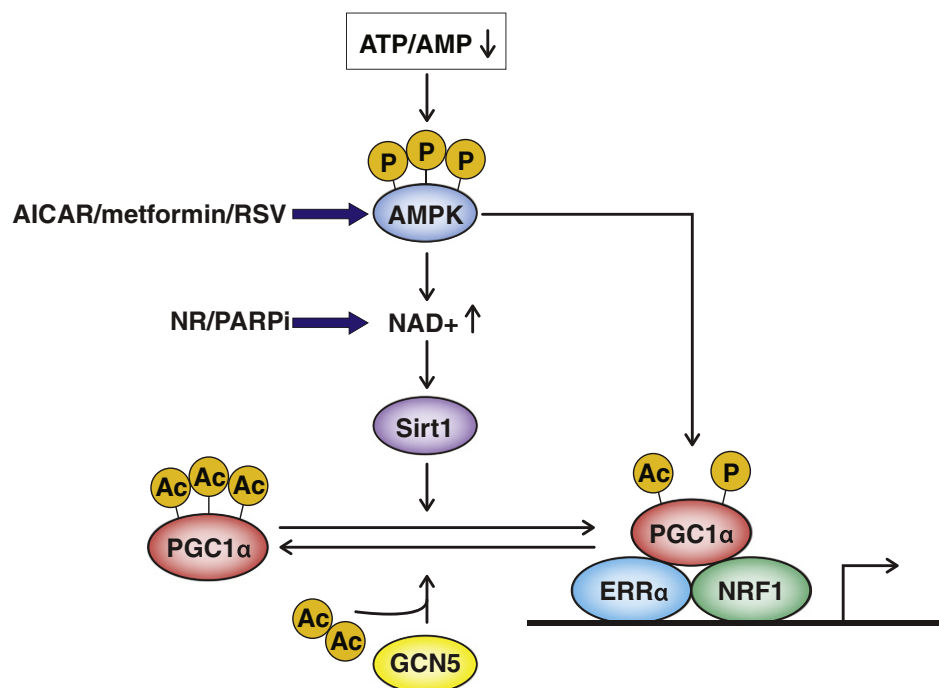 ATP/AMP ↓
P P P
AICAR/metformin/RSV
AMPK
NR/PARPi
NAD+ ↑
Sirt1
Ac Ac Ac
PGC1α
Ac P
PGC1α
ERRα
NRF1
Ac
Ac
GCN5